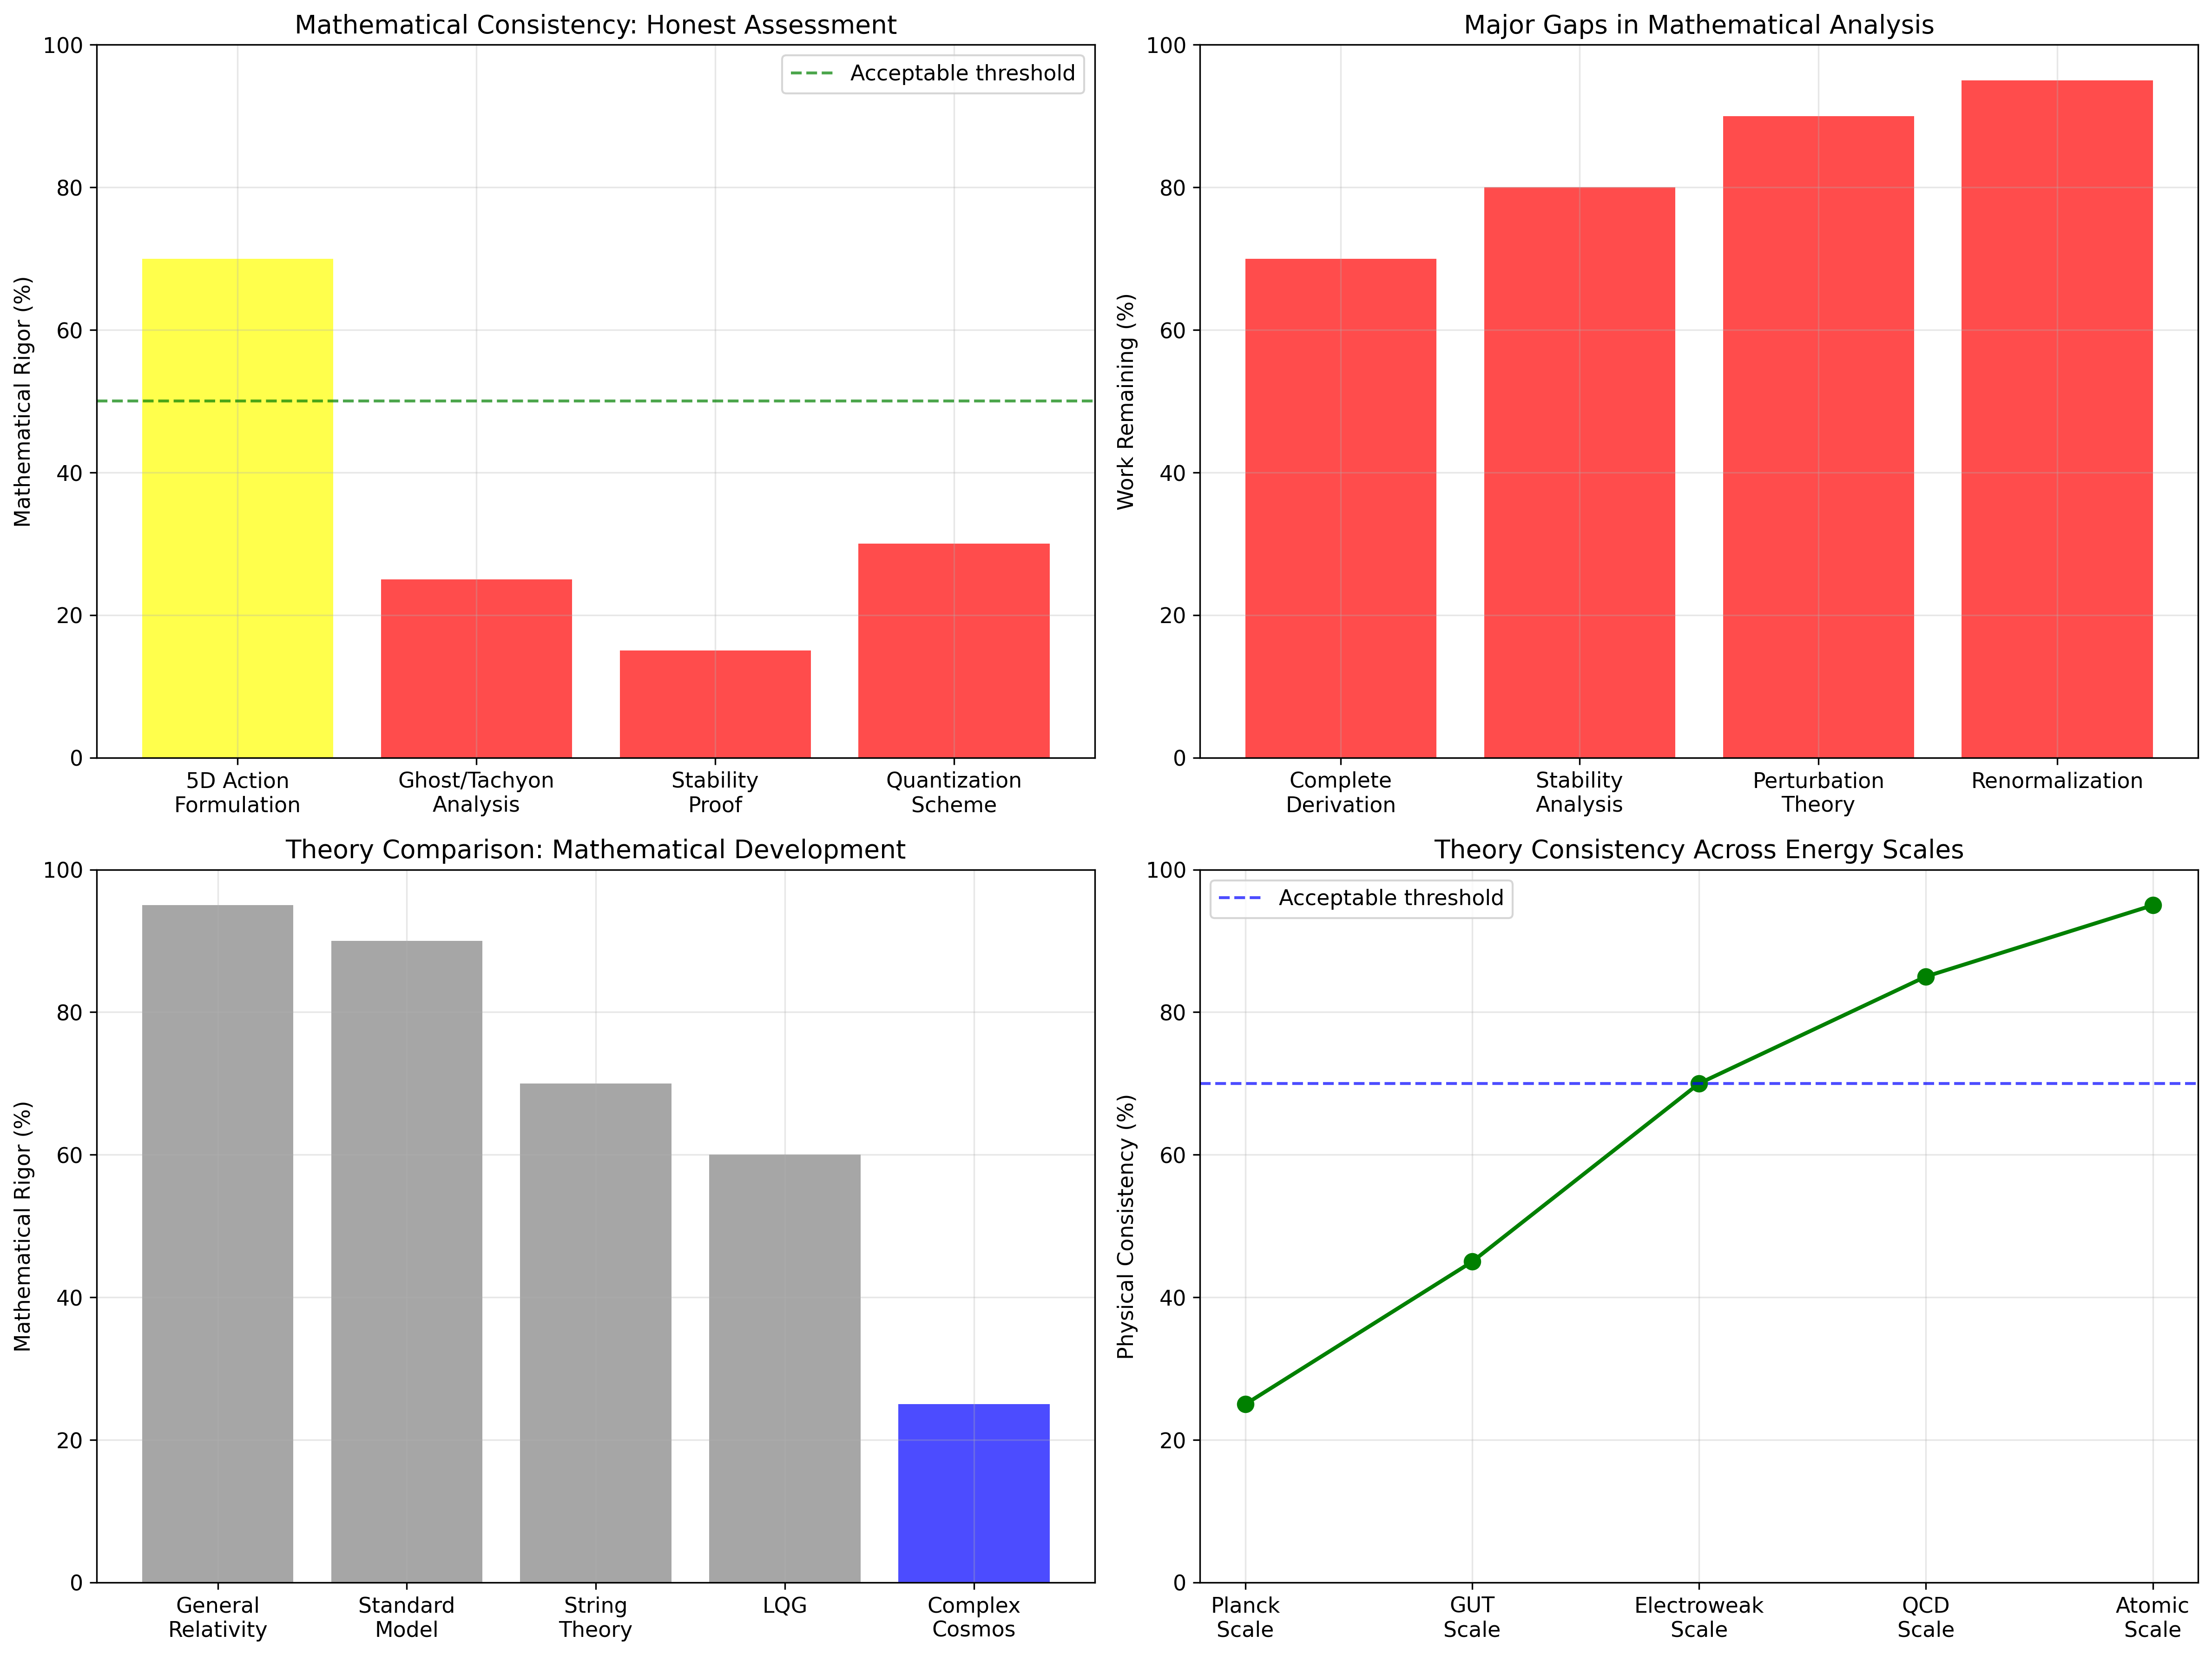 Mathematical Consistency: Honest Assessment
Mathematical Rigor (%)
100
80
60
40
20
0
Acceptable threshold
5D Action
Formulation
Ghost/Tachyon
Analysis
Stability
Proof
Quantization
Scheme
Major Gaps in Mathematical Analysis
Work Remaining (%)
100
80
60
40
20
0
Complete
Derivation
Stability
Analysis
Perturbation
Theory
Renormalization
Theory Comparison: Mathematical Development
Mathematical Rigor (%)
100
80
60
40
20
0
General
Relativity
Standard
Model
String
Theory
LQG
Complex
Cosmos
Theory Consistency Across Energy Scales
Physical Consistency (%)
100
80
60
40
20
0
Acceptable threshold
Planck
Scale
GUT
Scale
Electroweak
Scale
QCD
Scale
Atomic
Scale